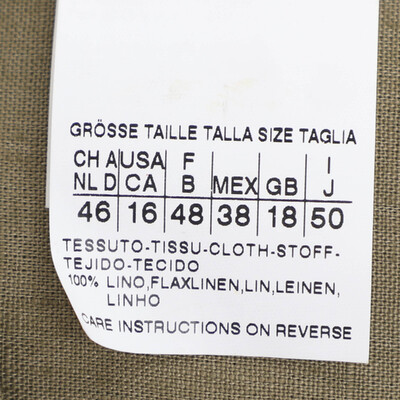 GRÖSSE TAILLE TALLA SIZE TAGLIA
CH A USA F I
NL D CA B MEX GB J
46 16 48 38 18 50
TESSUTO-TISSU-CLOTH-STOFF-
TEJIDO-TECIDO
100% LINO,FLAXLINEN,LIN,LEINEN,
LINHO
CARE INSTRUCTIONS ON REVERSE